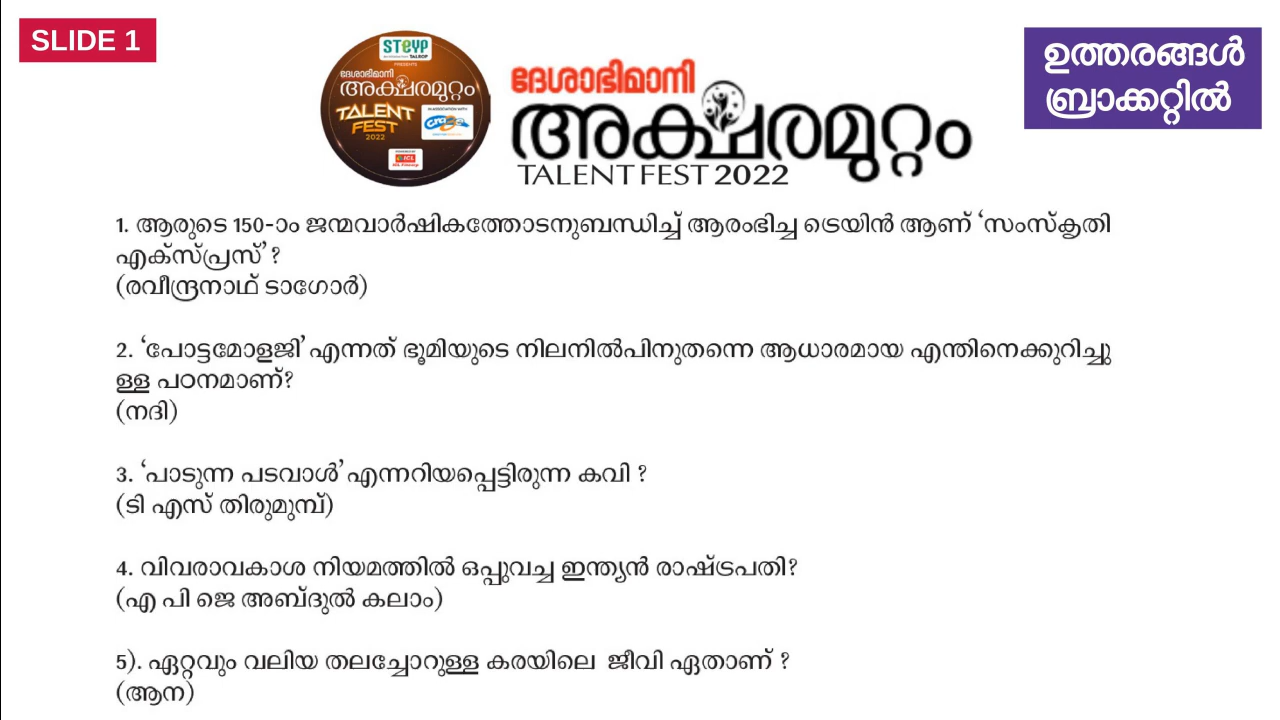 SLIDE 1
STEYP
PRESENTS
ദേശാഭിമാനി
അക്ഷരമുറ്റം
TALENT
FEST
2022
ICL
ദേശാഭിമാനി
അക്ഷരമുറ്റം
TALENT FEST 2022
ഉത്തരങ്ങൾ
ബ്രാക്കറ്റിൽ
1. ആരുടെ 150-ാം ജന്മവാർഷികത്തോടനുബന്ധിച്ച് ആരംഭിച്ച ട്രെയിൻ ആണ് ‘സംസ്കൃതി
എക്സ്പ്രസ്’ ?
(രവീന്ദ്രനാഥ് ടാഗോർ)
2. ‘പോട്ടമോളജി’ എന്നത് ഭൂമിയുടെ നിലനിൽപിനുതന്നെ ആധാരമായ എന്തിനെക്കുറിച്ചു
ള്ള പഠനമാണ്?
(നദി)
3. ‘പാടുന്ന പടവാൾ’ എന്നറിയപ്പെട്ടിരുന്ന കവി ?
(ടി എസ് തിരുമുമ്പ്)
4. വിവരാവകാശ നിയമത്തിൽ ഒപ്പുവച്ച ഇന്ത്യൻ രാഷ്ട്രപതി?
(എ പി ജെ അബ്ദുൽ കലാം)
5). ഏറ്റവും വലിയ തലച്ചോറുള്ള കരയിലെ ജീവി ഏതാണ് ?
(ആന)